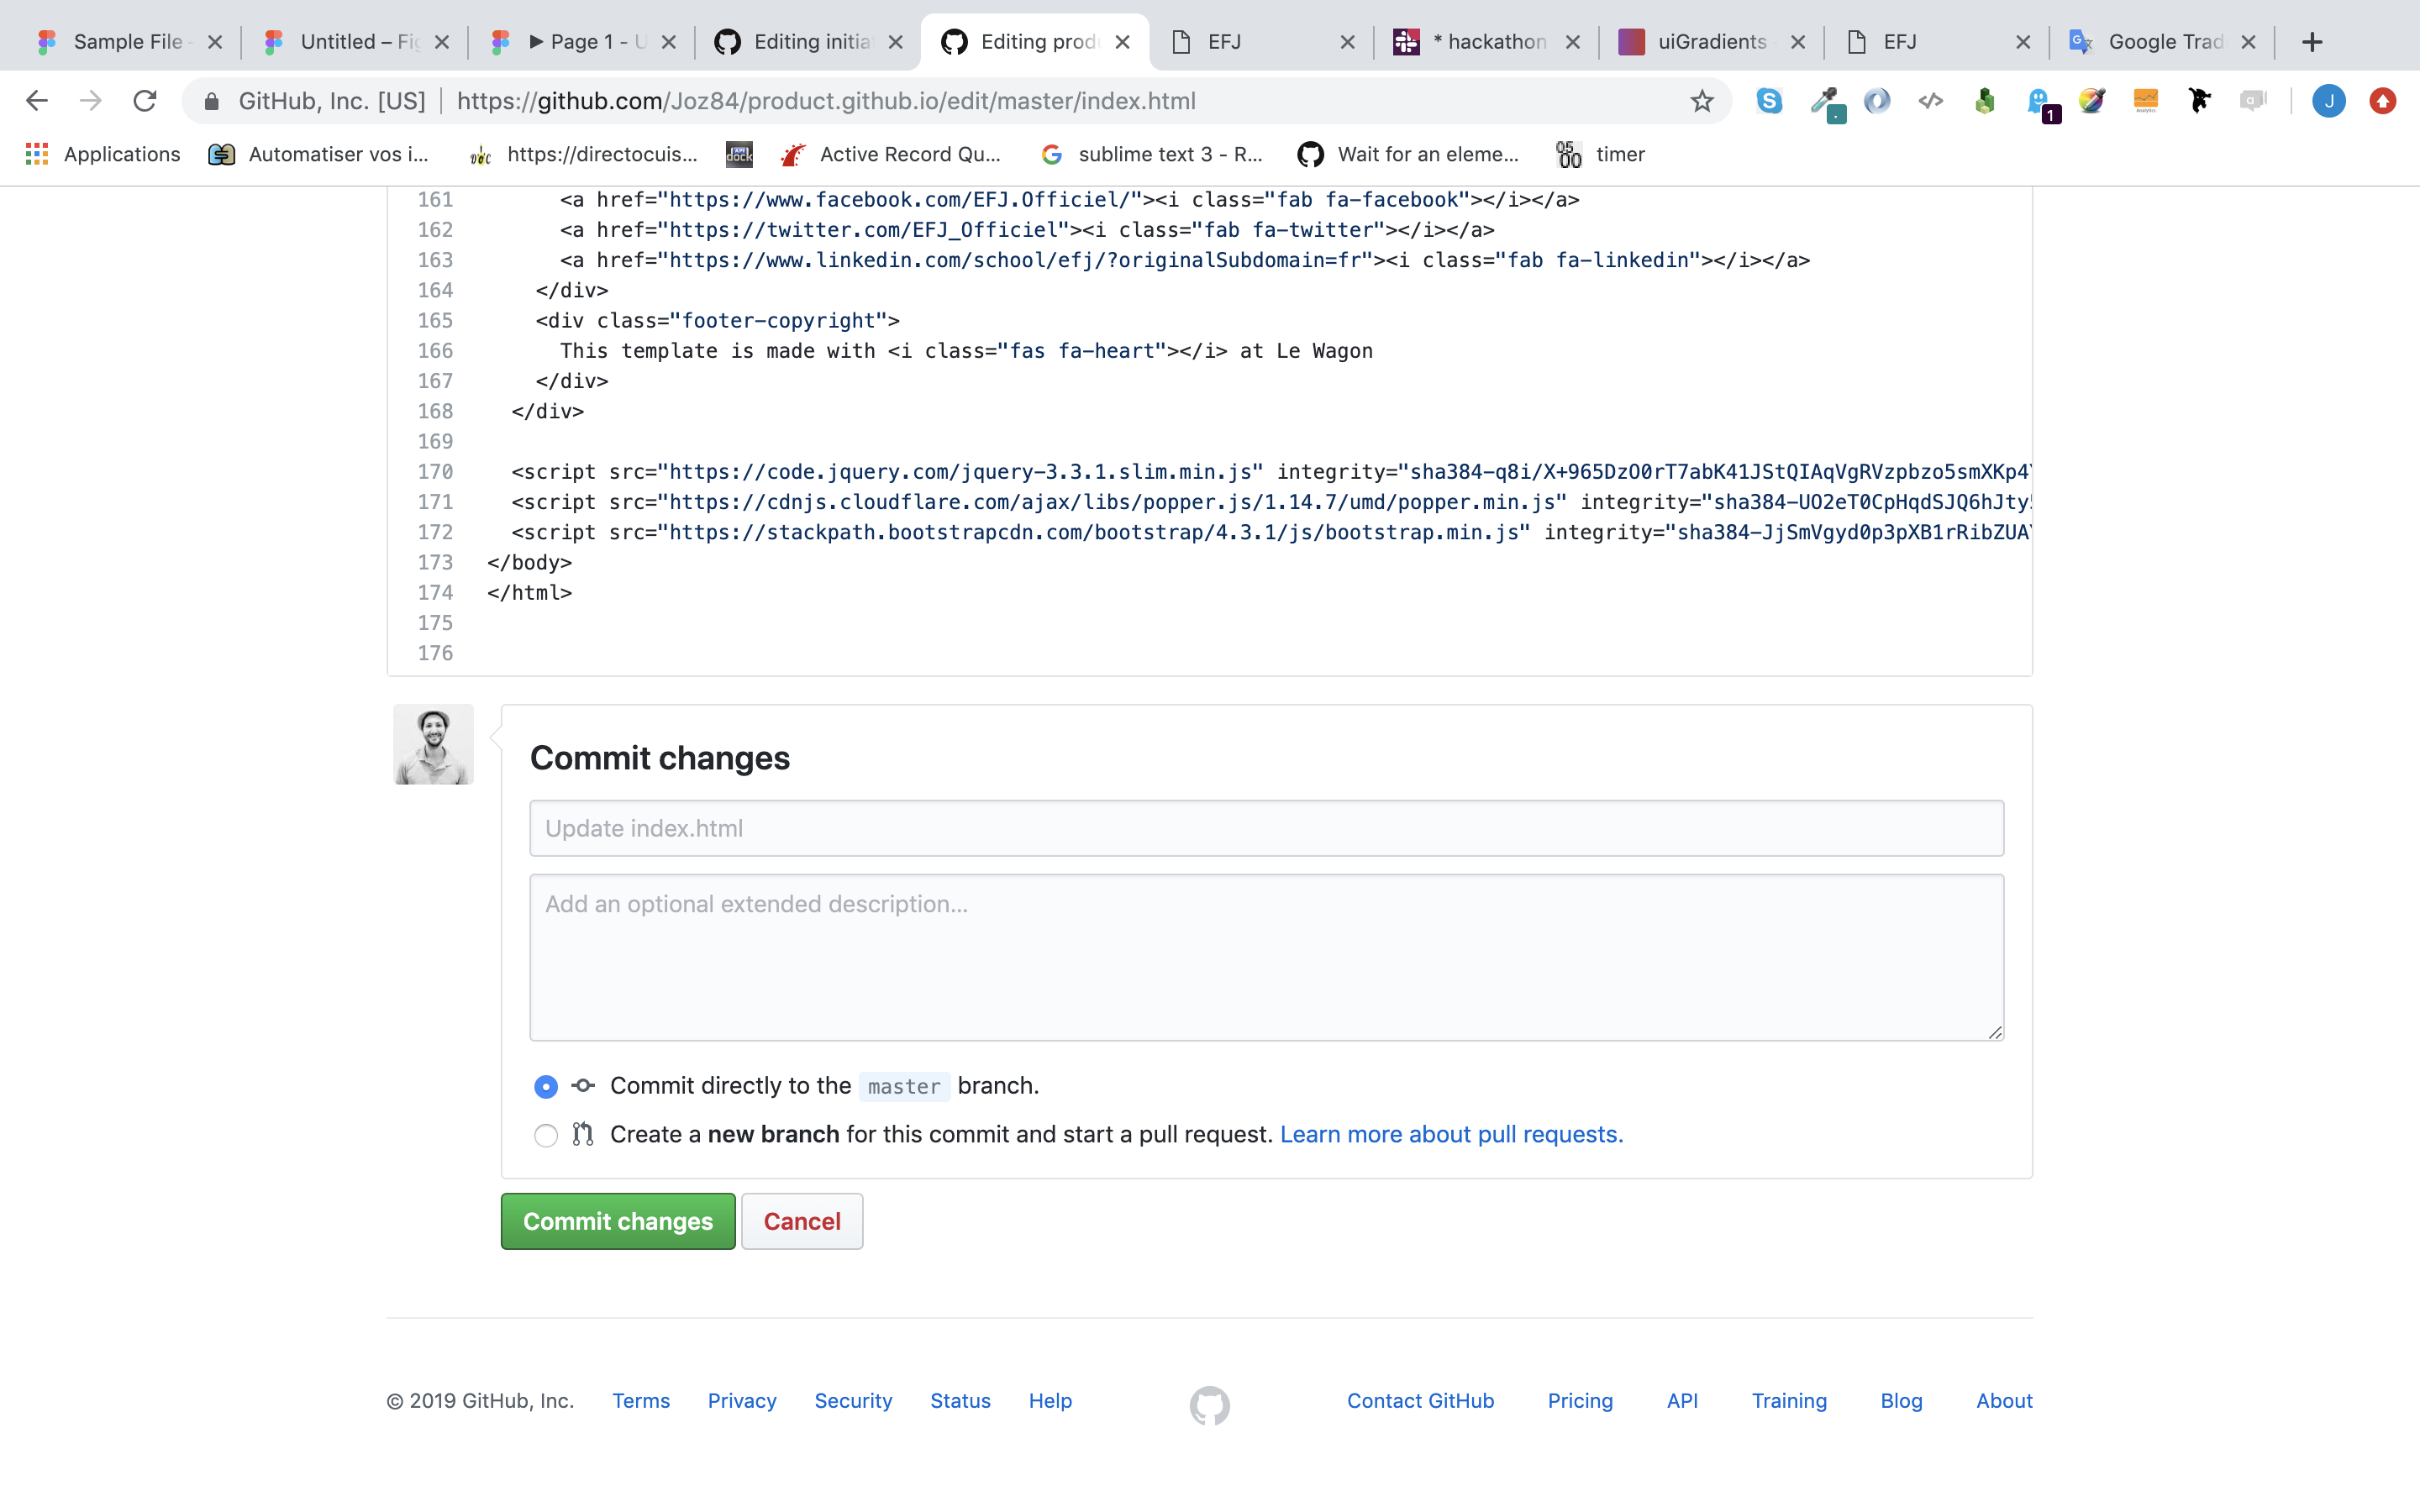 Sample File -
Untitled – Fig
▶ Page 1 - U
Editing initia
Editing prod
EFJ
* hackathon
uiGradients
EFJ
Google Trad
GitHub, Inc. [US] | https://github.com/Joz84/product.github.io/edit/master/index.html
1
J
Applications
Automatiser vos i...
https://directocuis...
Active Record Qu...
sublime text 3 - R...
Wait for an eleme...
timer
161 <a href="https://www.facebook.com/EFJ.Officiel/"><i class="fab fa-facebook"></i></a>
162 <a href="https://twitter.com/EFJ_Officiel"><i class="fab fa-twitter"></i></a>
163 <a href="https://www.linkedin.com/school/efj/?originalSubdomain=fr"><i class="fab fa-linkedin"></i></a>
164 </div>
165 <div class="footer-copyright">
166 This template is made with <i class="fas fa-heart"></i> at Le Wagon
167 </div>
168 </div>
169
170 <script src="https://code.jquery.com/jquery-3.3.1.slim.min.js" integrity="sha384-q8i/X+965DzO0rT7abK41JStQIAqVgRVzpbzo5smXKp4
171 <script src="https://cdnjs.cloudflare.com/ajax/libs/popper.js/1.14.7/umd/popper.min.js" integrity="sha384-UO2eT0CpHqdSJQ6hJty
172 <script src="https://stackpath.bootstrapcdn.com/bootstrap/4.3.1/js/bootstrap.min.js" integrity="sha384-JjSmVgyd0p3pXB1rRibZUA
173 </body>
174 </html>
175
176
Commit changes
Update index.html
Add an optional extended description...
Commit directly to the master branch.
Create a new branch for this commit and start a pull request. Learn more about pull requests.
Commit changes
Cancel
© 2019 GitHub, Inc.
Terms
Privacy
Security
Status
Help
Contact GitHub
Pricing
API
Training
Blog
About